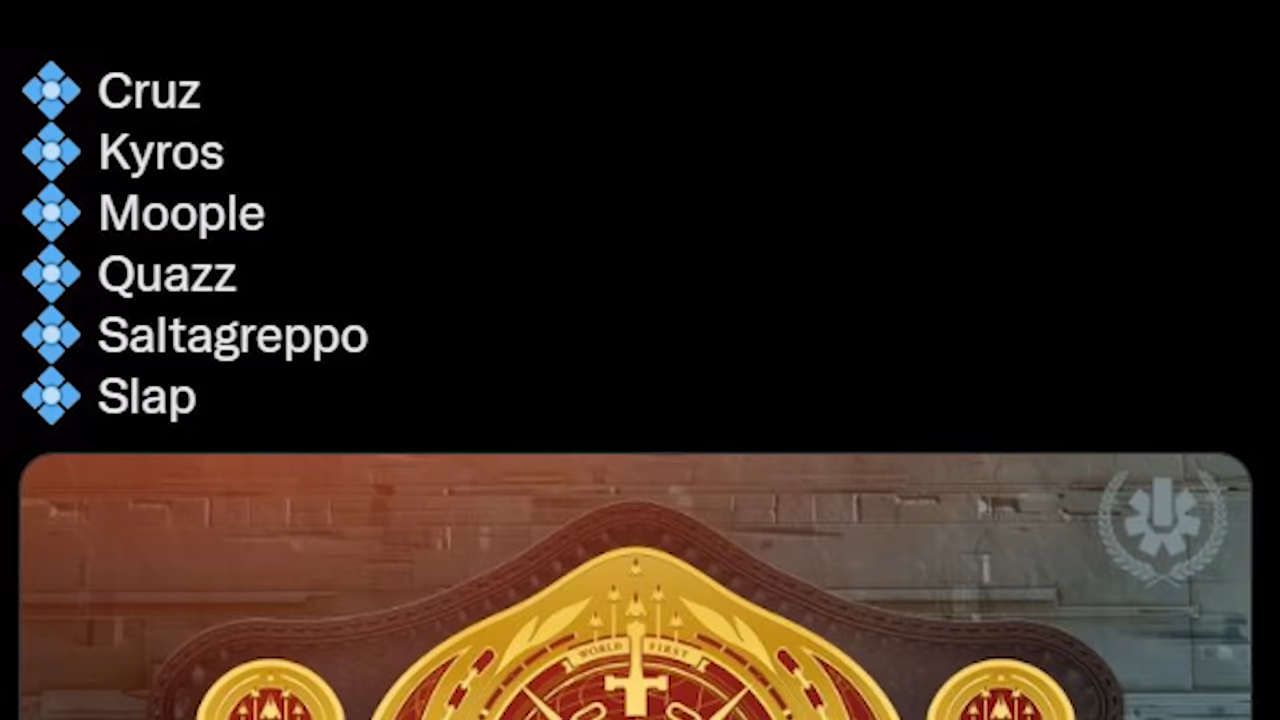 Cruz
Kyros
Moople
Quazz
Saltagreppo
Slap
WORLD FIRST